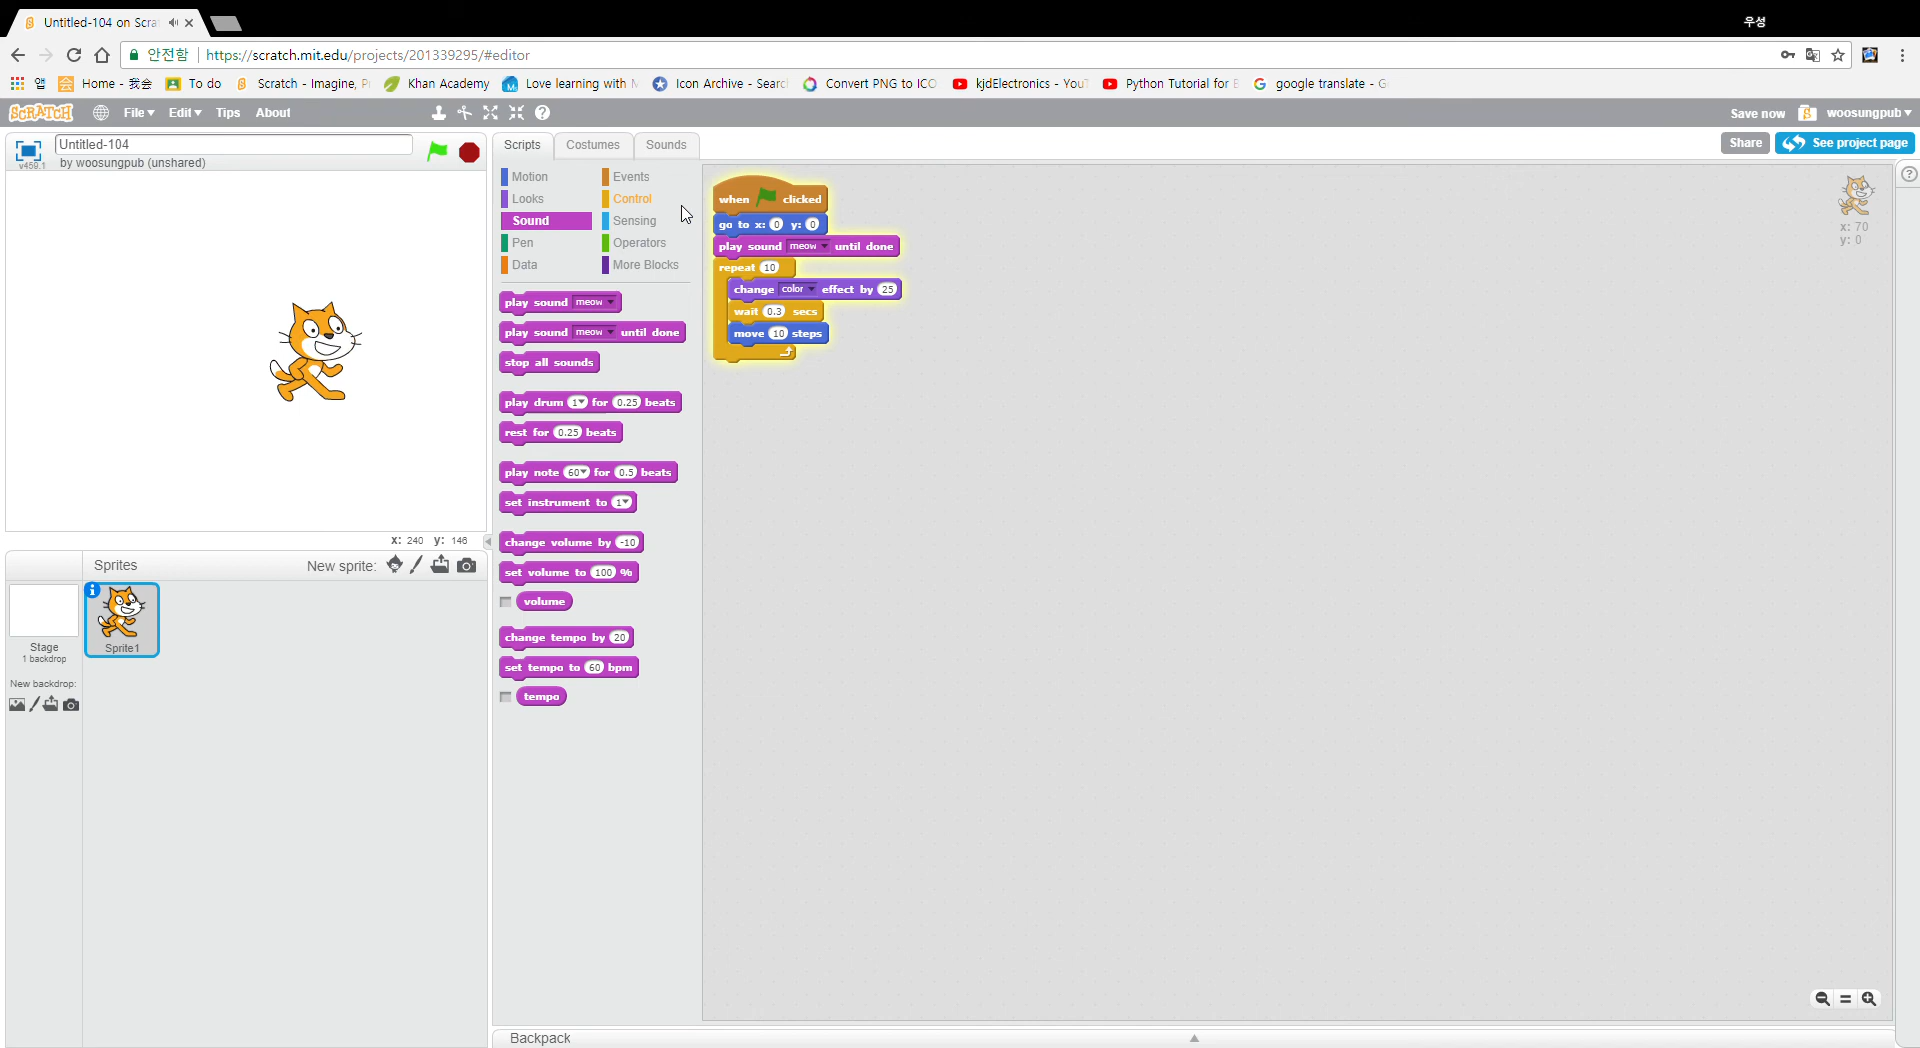 Untitled-104 on Scra
우성
안전함 https://scratch.mit.edu/projects/201339295/#editor
앱 Home - 我会 To do Scratch - Imagine, P Khan Academy Love learning with M Icon Archive - Search Convert PNG to ICO kjdElectronics - YouT Python Tutorial for B google translate - G
SCRATCH File Edit Tips About Save now woosungpub
Untitled-104
by woosungpub (unshared)
v459.1
Scripts Costumes Sounds Share See project page
Motion Events
Looks Control
Sound Sensing
Pen Operators
Data More Blocks
play sound meow
play sound meow until done
stop all sounds
play drum 1 for 0.25 beats
rest for 0.25 beats
play note 60 for 0.5 beats
set instrument to 1
change volume by -10
set volume to 100 %
volume
change tempo by 20
set tempo to 60 bpm
tempo
when clicked
go to x: 0 y: 0
play sound meow until done
repeat 10
change color effect by 25
wait 0.3 secs
move 10 steps
x: 70
y: 0
x: 240 y: 146
Sprites New sprite:
Sprite1
Stage
1 backdrop
New backdrop:
Backpack